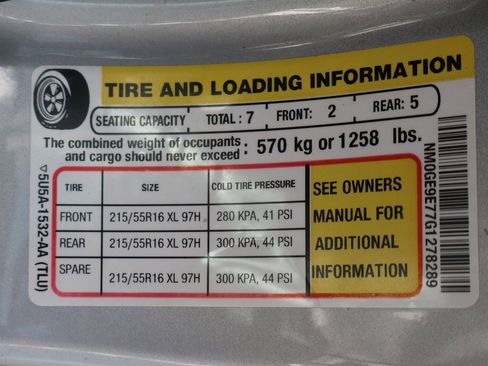 TIRE AND LOADING INFORMATION
SEATING CAPACITY TOTAL : 7 FRONT: 2 REAR: 5
The combined weight of occupants and cargo should never exceed : 570 kg or 1258 lbs.
TIRE SIZE COLD TIRE PRESSURE
FRONT 215/55R16 XL 97H 280 KPA, 41 PSI
REAR 215/55R16 XL 97H 300 KPA, 44 PSI
SPARE 215/55R16 XL 97H 300 KPA, 44 PSI
SEE OWNERS
MANUAL FOR
ADDITIONAL
INFORMATION
5U5A-1532-AA (TLU)
NM0GE9E77G1278289